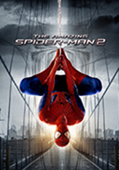 THE AMAZING
SPIDER-MAN 2